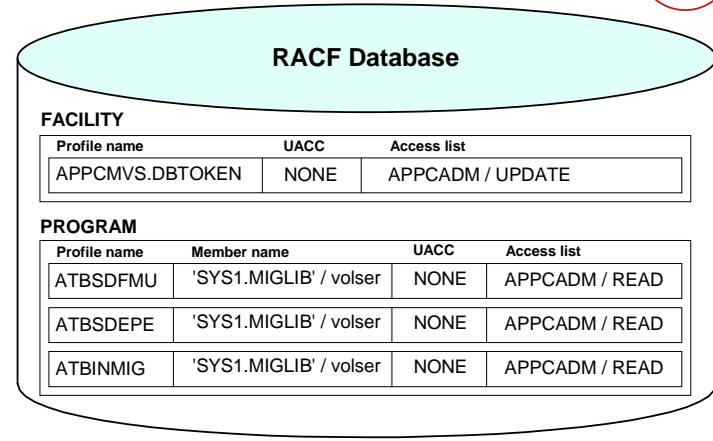 RACF Database
FACILITY
Profile name UACC Access list
APPCMVS.DBTOKEN NONE APPCADM / UPDATE
PROGRAM
Profile name Member name UACC Access list
ATBSDFMU 'SYS1.MIGLIB' / volser NONE APPCADM / READ
ATBSDEPE 'SYS1.MIGLIB' / volser NONE APPCADM / READ
ATBINMIG 'SYS1.MIGLIB' / volser NONE APPCADM / READ